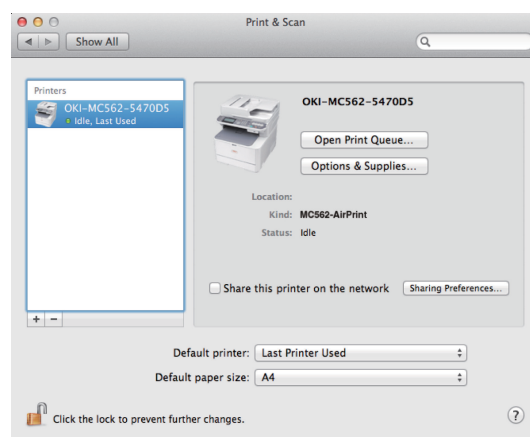 Print & Scan
Show All
Printers
OKI-MC562-5470D5
Idle, Last Used
+ −
OKI-MC562-5470D5
Open Print Queue...
Options & Supplies...
Location:
Kind: MC562-AirPrint
Status: Idle
Share this printer on the network Sharing Preferences...
Default printer: Last Printer Used
Default paper size: A4
Click the lock to prevent further changes. ?